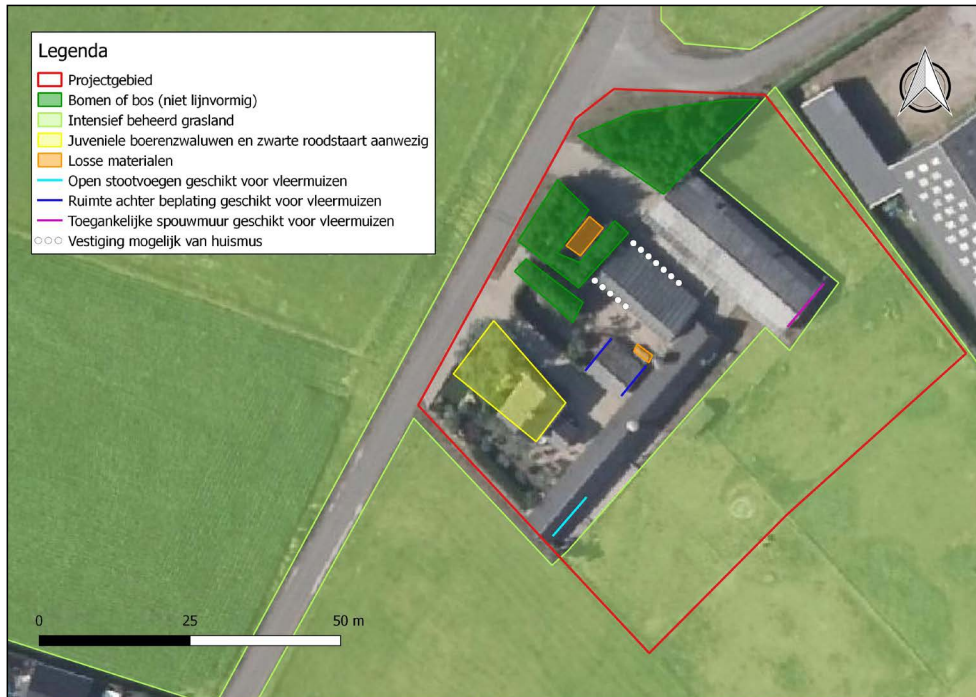 Legenda
Projectgebied
Bomen of bos (niet lijnvormig)
Intensief beheerd grasland
Juveniele boerenzwaluwen en zwarte roodstaart aanwezig
Losse materialen
Open stootvoegen geschikt voor vleermuizen
Ruimte achter beplating geschikt voor vleermuizen
Toegankelijke spouwmuur geschikt voor vleermuizen
Vestiging mogelijk van huismus
0 25 50 m